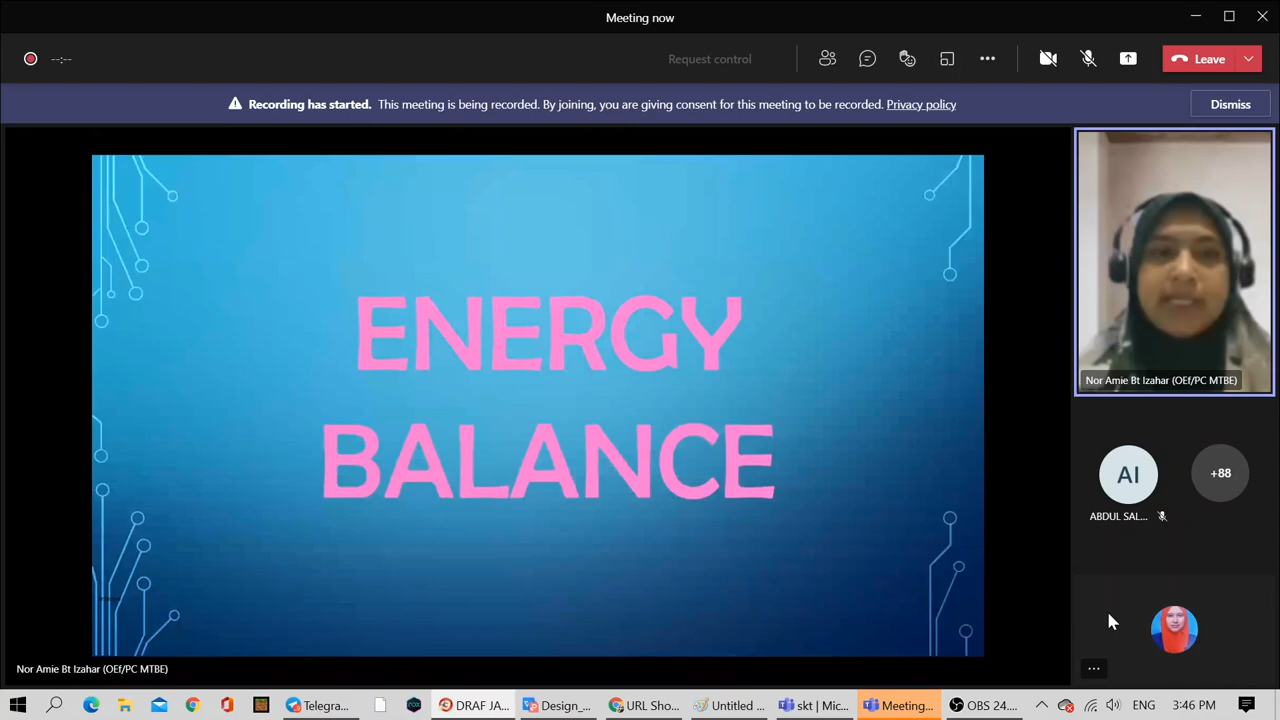 Meeting now
--:--
Request control
Leave
Recording has started. This meeting is being recorded. By joining, you are giving consent for this meeting to be recorded. Privacy policy
Dismiss
ENERGY
BALANCE
Nor Amie Bt Izahar (OEf/PC MTBE)
AI
+88
ABDUL SAL...
Nor Amie Bt Izahar (OEf/PC MTBE)
Telegra...
DRAF JA...
Design_...
URL Sho...
Untitled ...
skt | Mic...
Meeting...
OEJ 24....
ENG
3:46 PM